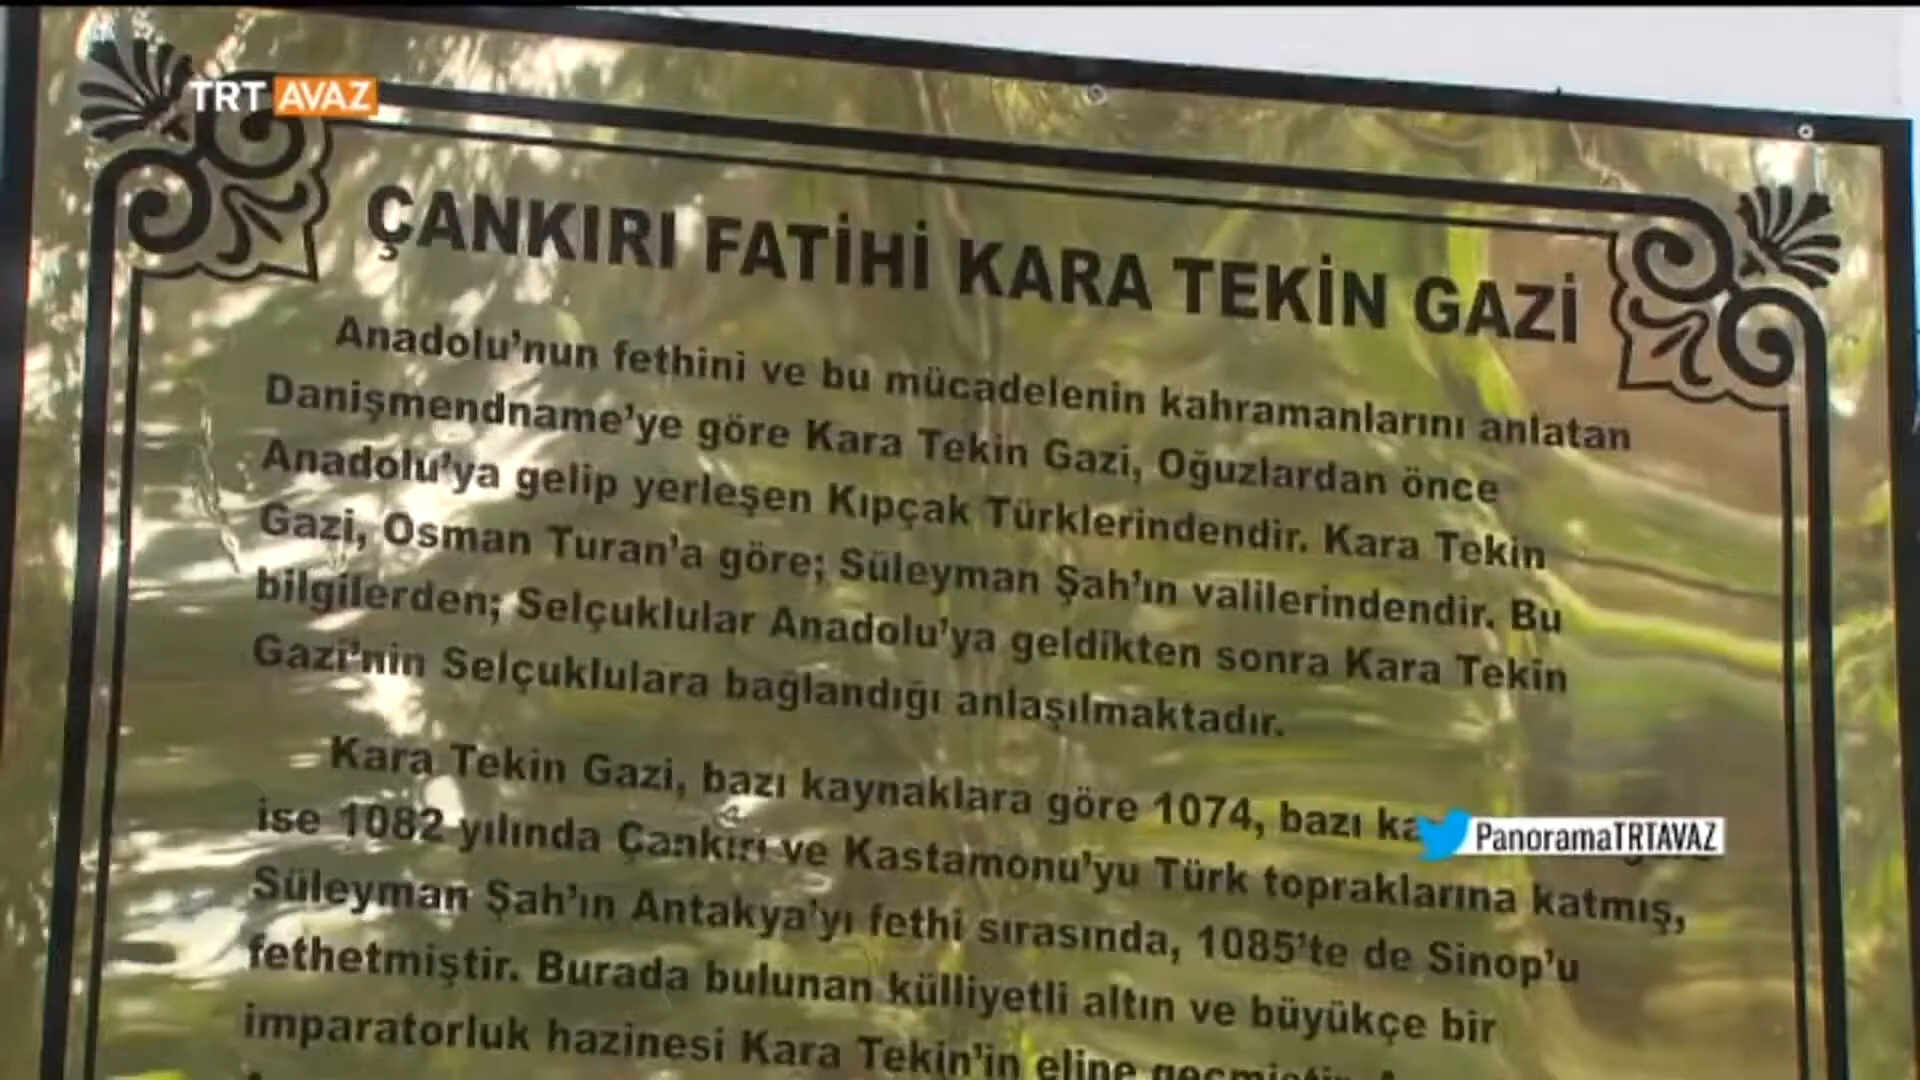 TRT AVAZ
ÇANKIRI FATİHİ KARA TEKİN GAZİ
Anadolu'nun fethini ve bu mücadelenin kahramanlarını anlatan
Danişmendname'ye göre Kara Tekin Gazi, Oğuzlardan önce
Anadolu'ya gelip yerleşen Kıpçak Türklerindendir. Kara Tekin
Gazi, Osman Turan'a göre; Süleyman Şah'ın valilerindendir. Bu
bilgilerden; Selçuklular Anadolu'ya geldikten sonra Kara Tekin
Gazi'nin Selçuklulara bağlandığı anlaşılmaktadır.
Kara Tekin Gazi, bazı kaynaklara göre 1074, bazı
PanoramaTRTAVAZ
ise 1082 yılında Çankırı ve Kastamonu'yu Türk topraklarına katmış,
Süleyman Şah'ın Antakya'yı fethi sırasında, 1085'te de Sinop'u
fethetmiştir. Burada bulunan külliyetli altın ve büyükçe bir
imparatorluk hazinesi Kara Tekin'in eline geçmiştir.